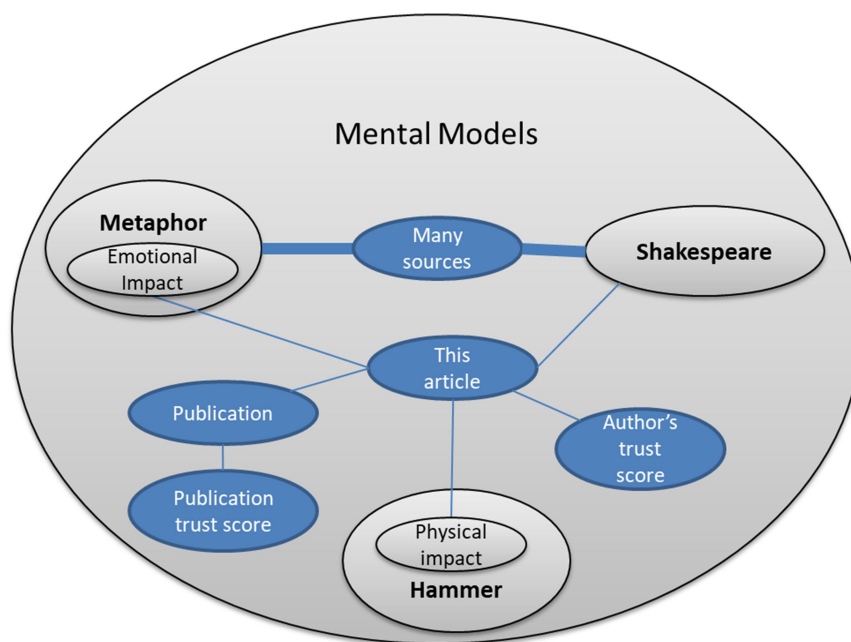 Mental Models
Metaphor
Emotional
Impact
Many
sources
Shakespeare
This
article
Publication
Author’s
trust
score
Publication
trust score
Physical
impact
Hammer